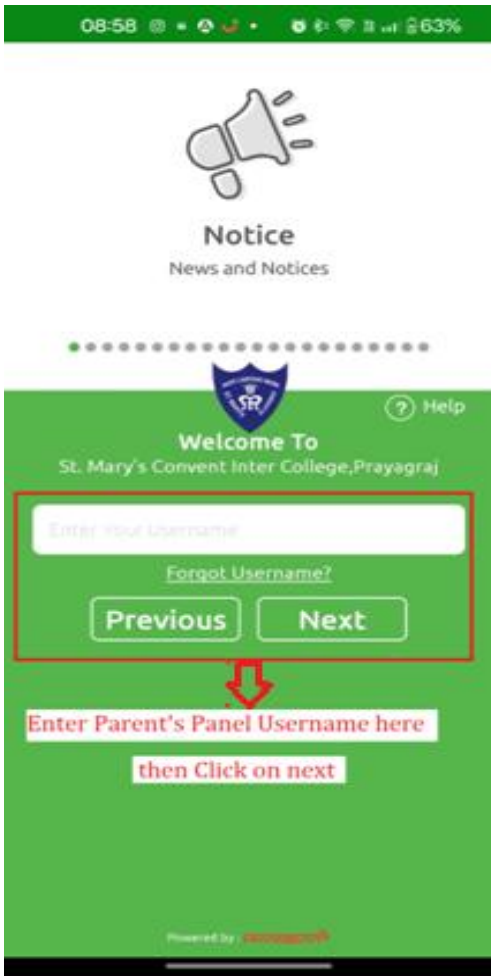 08:58 63%
Notice
News and Notices
? Help
Welcome To
St. Mary's Convent Inter College,Prayagraj
Enter Your Username
Forgot Username?
Previous Next
Enter Parent's Panel Username here
then Click on next
Powered by